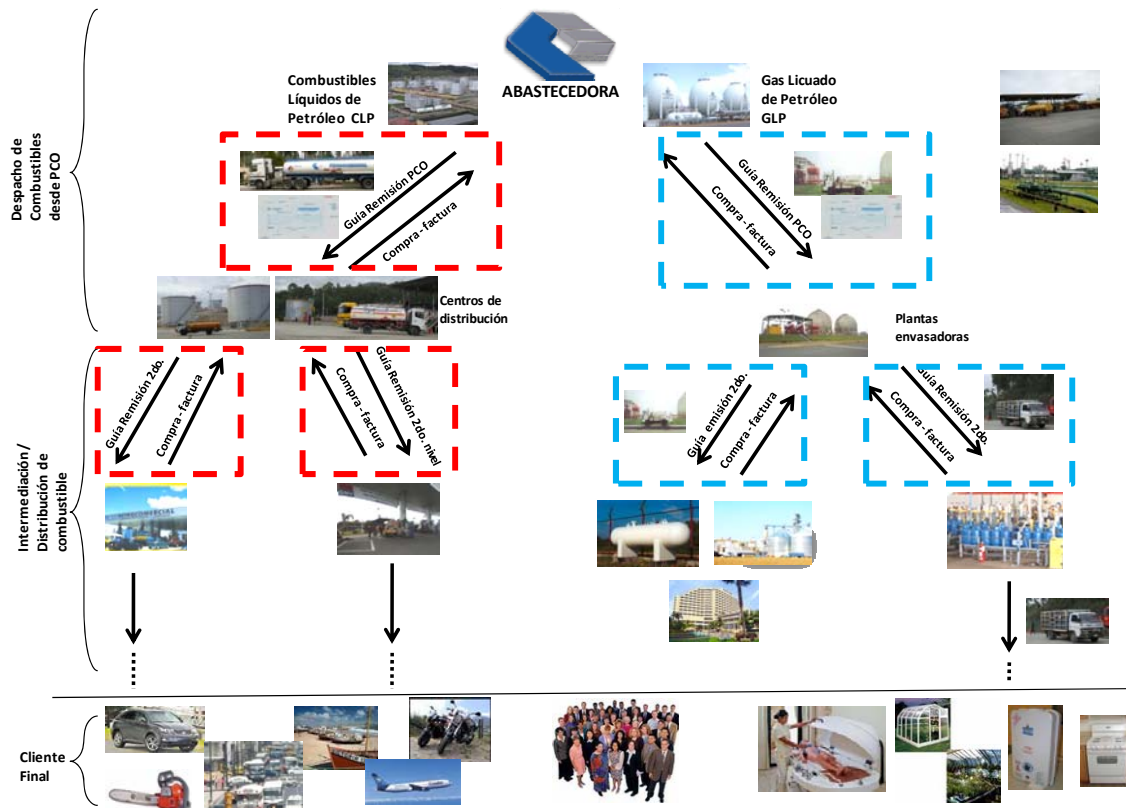 ABASTECEDORA
Combustibles
Líquidos de
Petróleo CLP
Gas Licuado
de Petróleo
GLP
Despacho de
Combustibles
desde PCO
Guía Remisión PCO
Compra - factura
Guía Remisión PCO
Compra - factura
Centros de
distribución
Plantas
envasadoras
Intermediación/
Distribución de
combustible
Guía Remisión 2do.
Compra - factura
Compra - factura
Guía Remisión 2do. nivel
Guía emisión 2do.
Compra - factura
Compra - factura
Guía Remisión 2do.
Cliente
Final